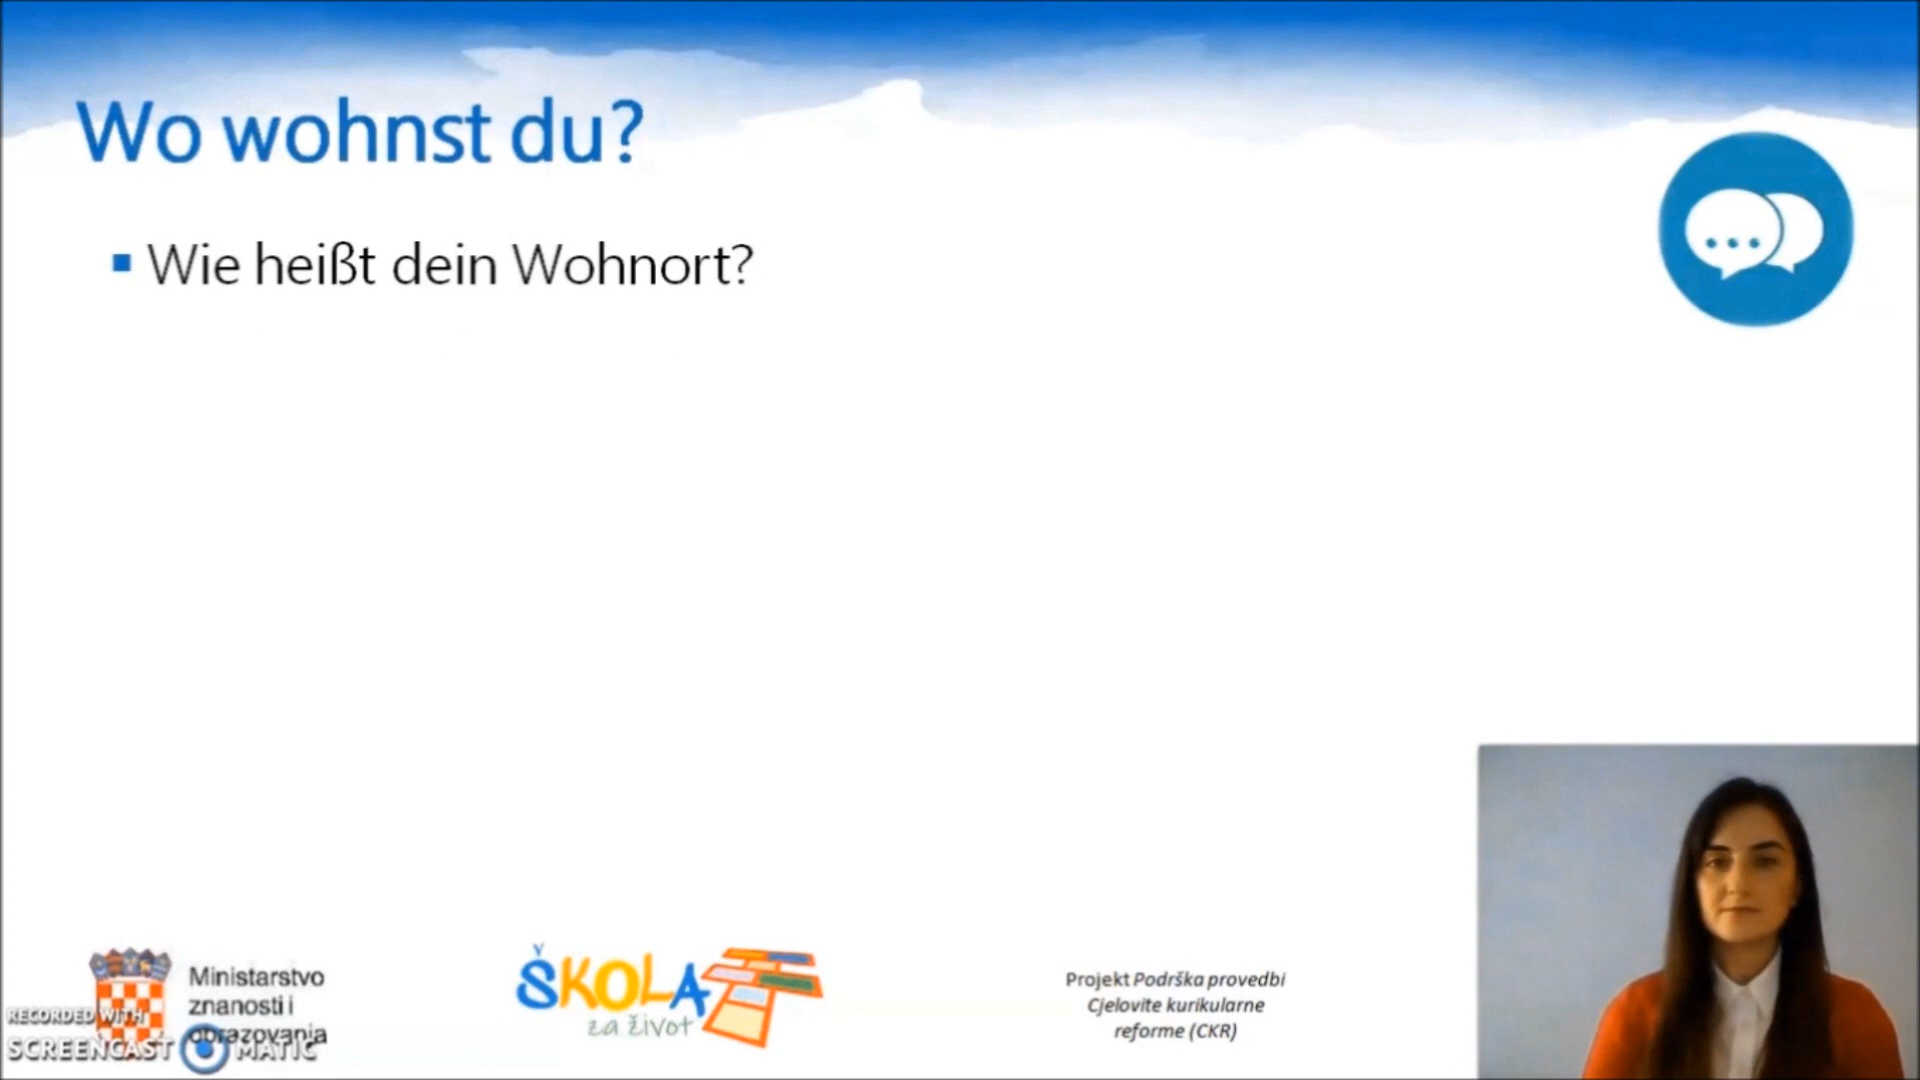 Wo wohnst du?
Wie heißt dein Wohnort?
Ministarstvo
znanosti i
obrazovanja
RECORDED WITH
SCREENCAST MATIC
ŠKOLA
za život
Projekt Podrška provedbi
Cjelovite kurikularne
reforme (CKR)